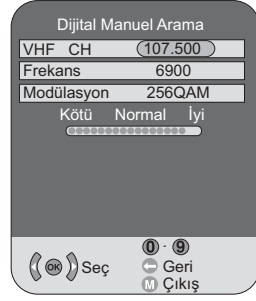 Dijital Manuel Arama
VHF CH 107.500
Frekans 6900
Modülasyon 256QAM
Kötü Normal İyi
0 - 9
OK Seç Geri
M Çıkış